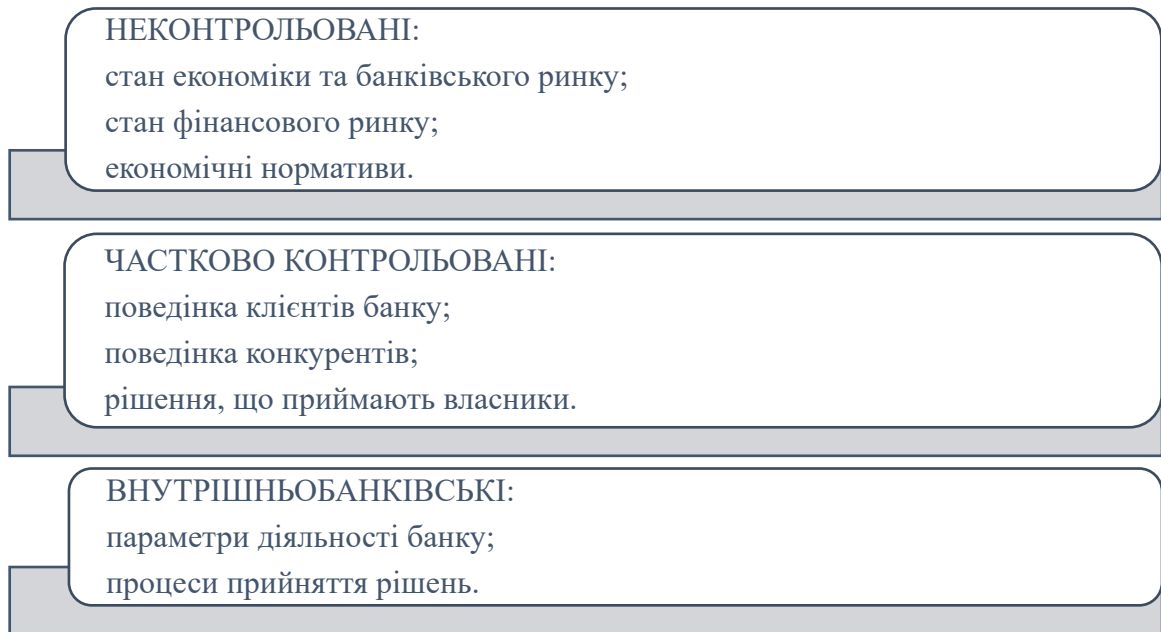 НЕКОНТРОЛЬОВАНІ:
стан економіки та банківського ринку;
стан фінансового ринку;
економічні нормативи.
ЧАСТКОВО КОНТРОЛЬОВАНІ:
поведінка клієнтів банку;
поведінка конкурентів;
рішення, що приймають власники.
ВНУТРІШНЬОБАНКІВСЬКІ:
параметри діяльності банку;
процеси прийняття рішень.